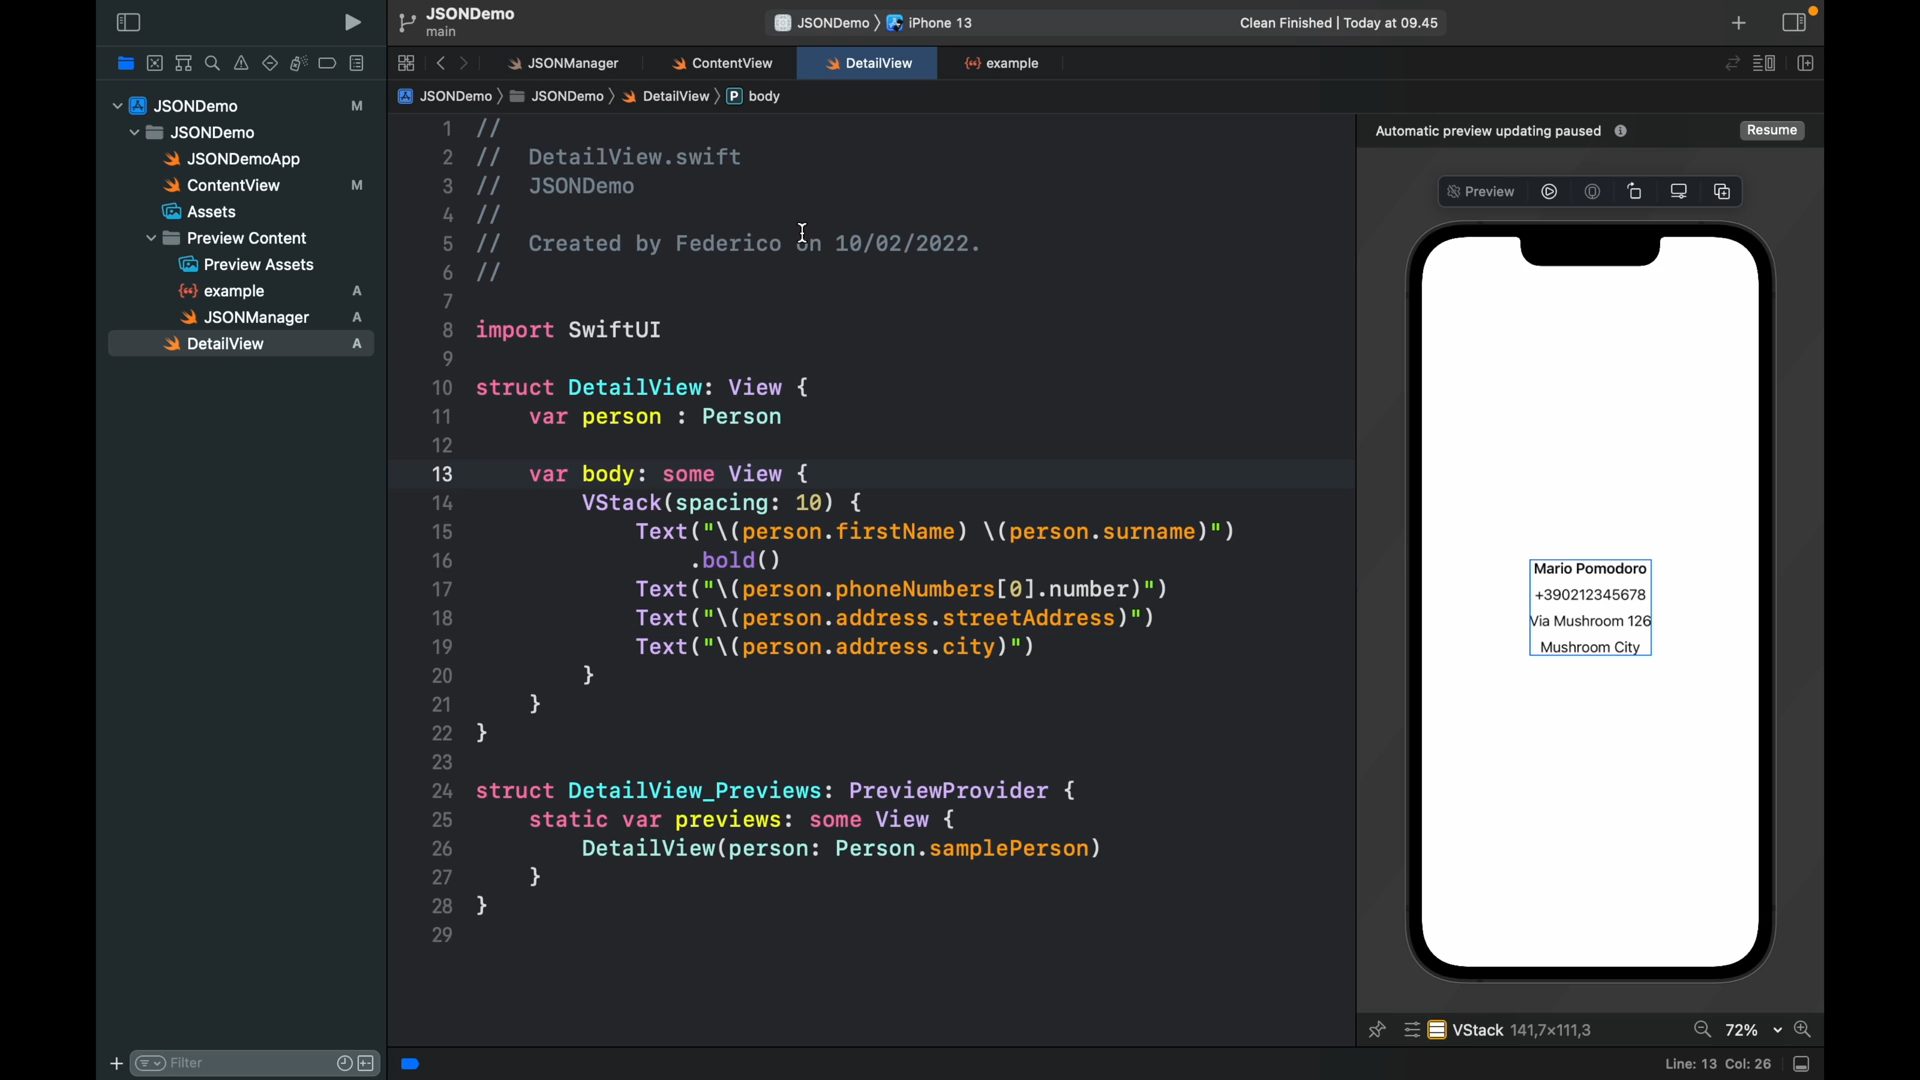 JSONDemo
main
JSONDemo
iPhone 13
Clean Finished | Today at 09.45
JSONManager
ContentView
DetailView
example
JSONDemo
JSONDemo
DetailView
body
JSONDemo M
JSONDemo
JSONDemoApp
ContentView M
Assets
Preview Content
Preview Assets
example A
JSONManager A
DetailView A
1 //
2 //  DetailView.swift
3 //  JSONDemo
4 //
5 //  Created by Federico on 10/02/2022.
6 //
7
8 import SwiftUI
9
10 struct DetailView: View {
11     var person : Person
12
13     var body: some View {
14         VStack(spacing: 10) {
15             Text("\(person.firstName) \(person.surname)")
16                 .bold()
17             Text("\(person.phoneNumbers[0].number)")
18             Text("\(person.address.streetAddress)")
19             Text("\(person.address.city)")
20         }
21     }
22 }
23
24 struct DetailView_Previews: PreviewProvider {
25     static var previews: some View {
26         DetailView(person: Person.samplePerson)
27     }
28 }
29
Automatic preview updating paused
Resume
Preview
Mario Pomodoro
+390212345678
Via Mushroom 126
Mushroom City
VStack 141,7×111,3
72%
Filter
Line: 13 Col: 26